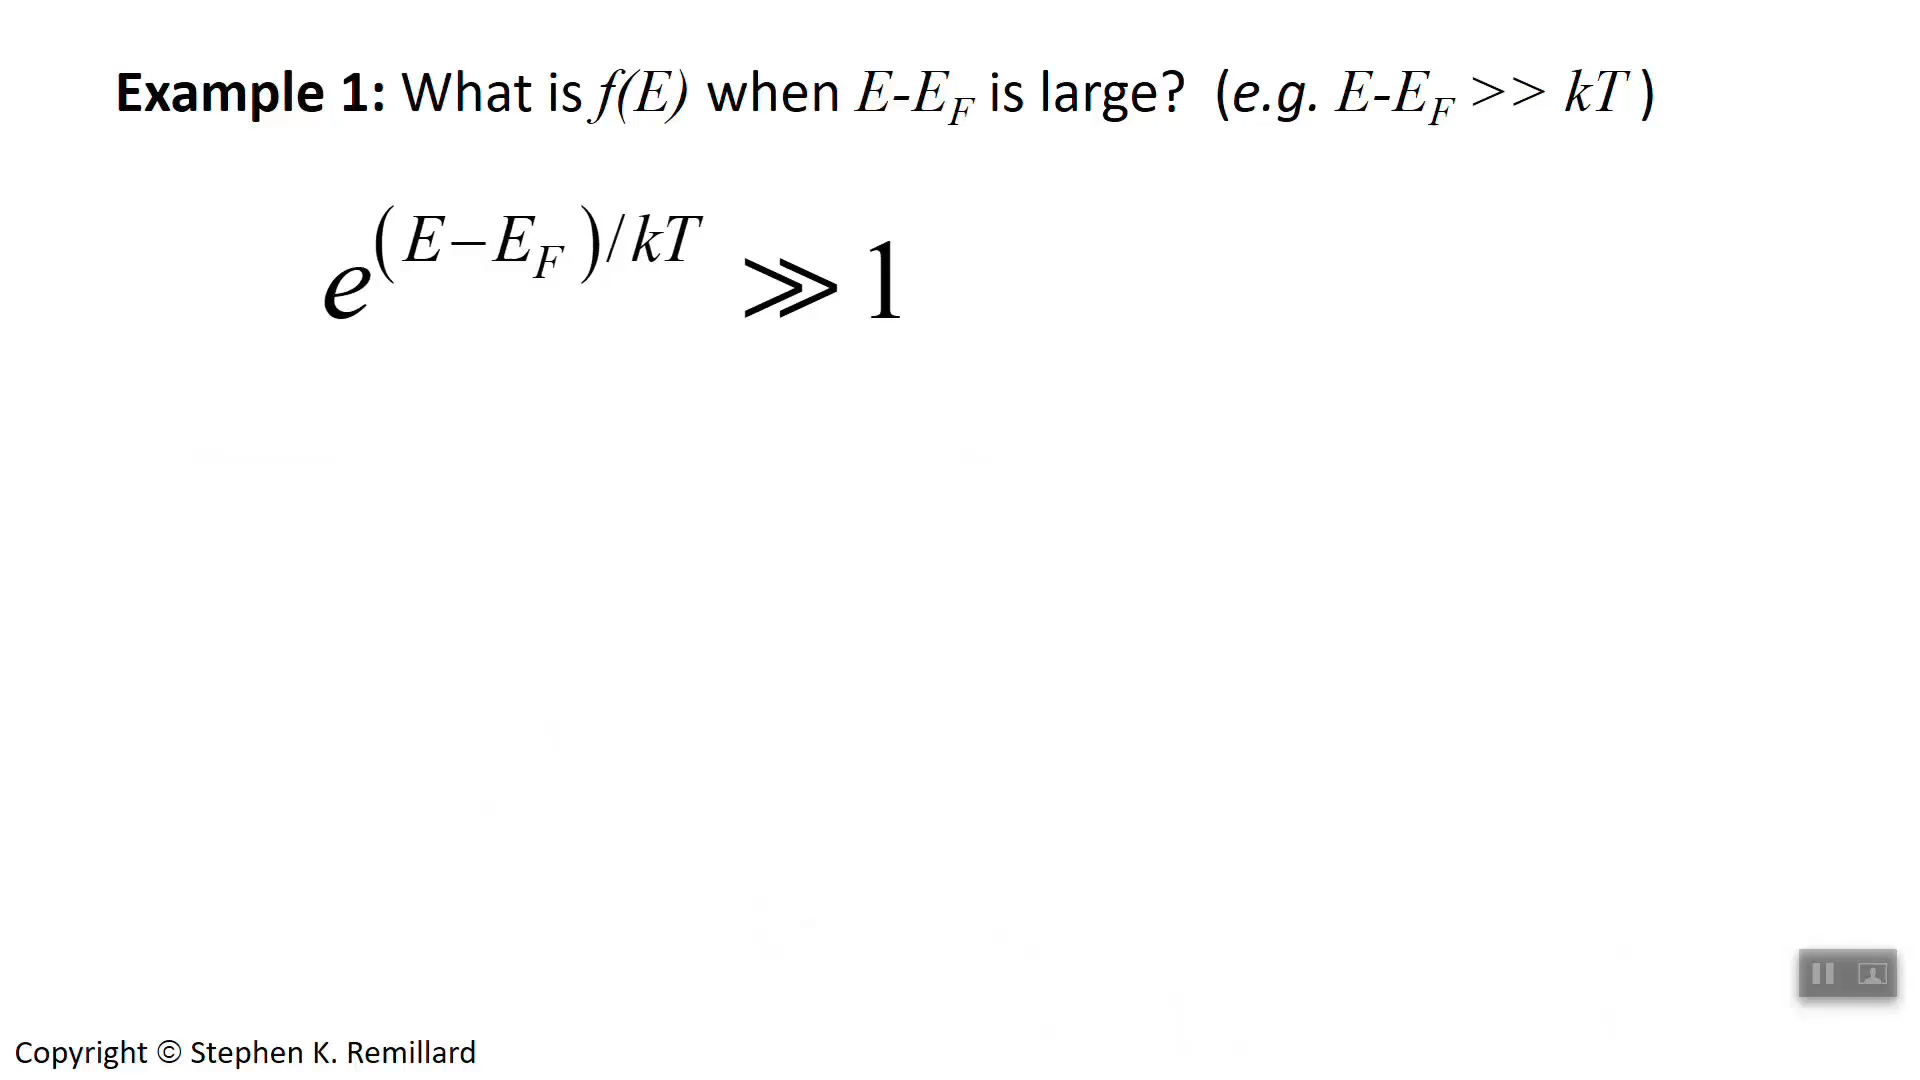 Example 1: What is f(E) when E-E_F is large? (e.g. E-E_F >> kT )
e^{(E−E_F)/kT} ≫ 1
Copyright © Stephen K. Remillard